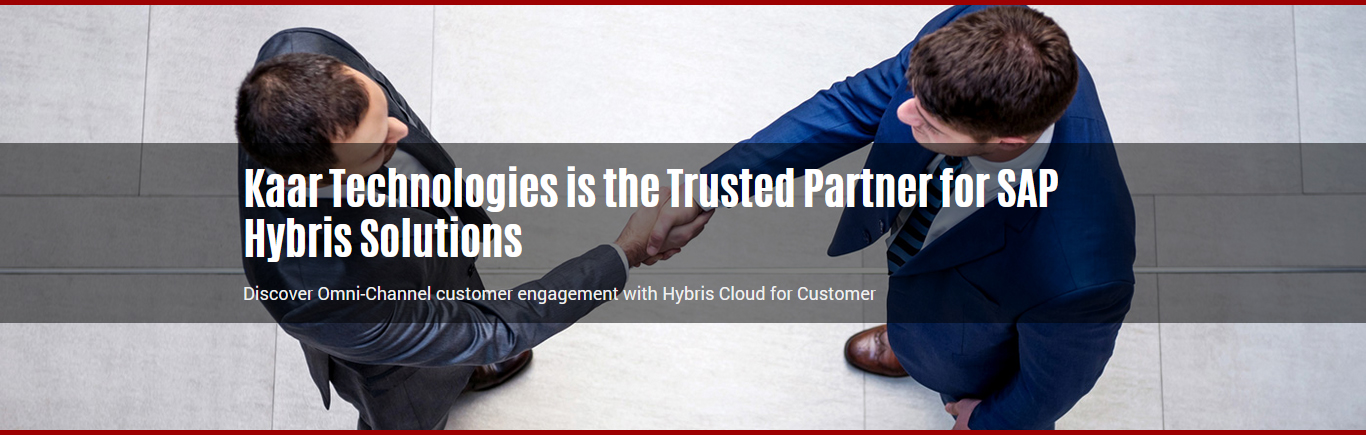 Kaar Technologies is the Trusted Partner for SAP
Hybris Solutions
Discover Omni-Channel customer engagement with Hybris Cloud for Customer